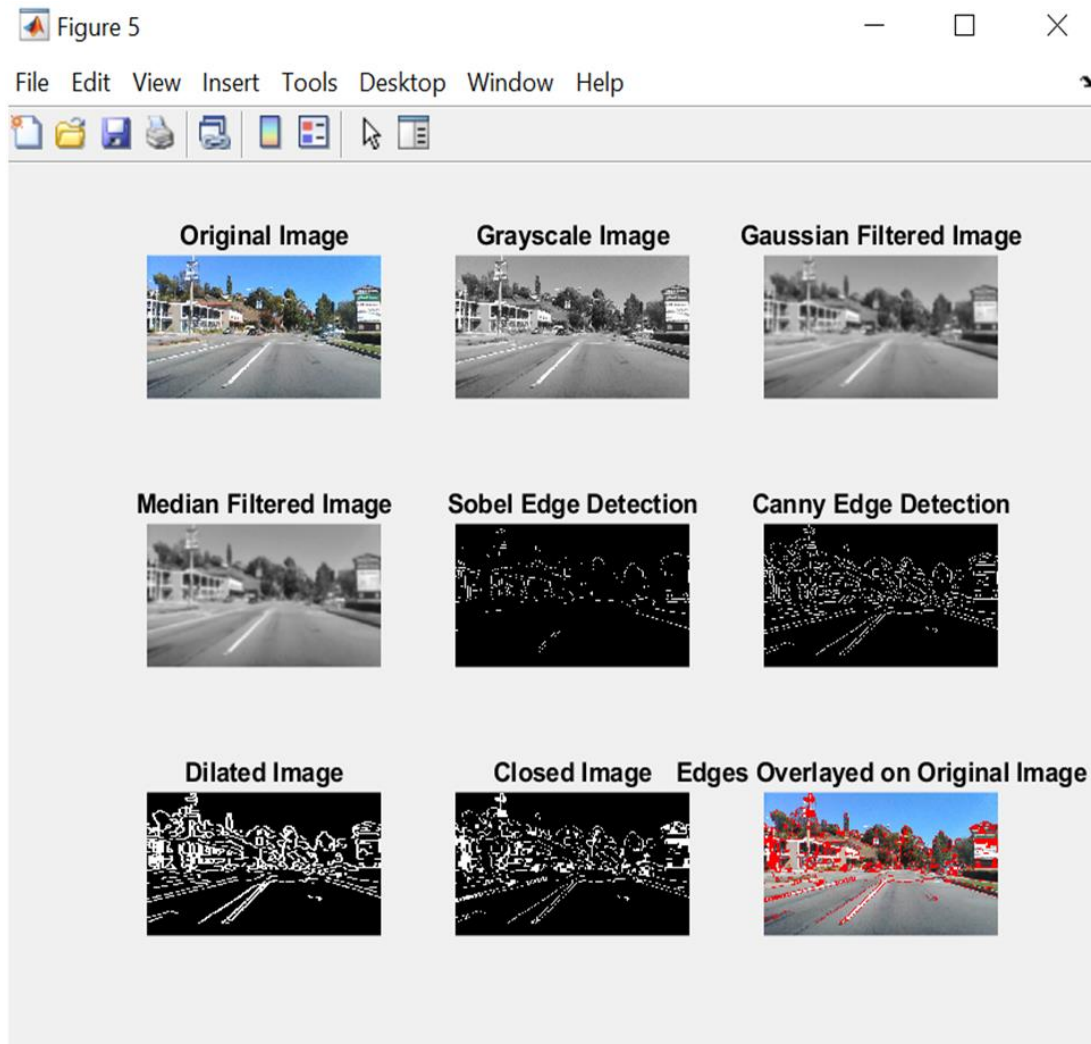 Figure 5
File Edit View Insert Tools Desktop Window Help
Original Image
Grayscale Image
Gaussian Filtered Image
Median Filtered Image
Sobel Edge Detection
Canny Edge Detection
Dilated Image
Closed Image
Edges Overlayed on Original Image